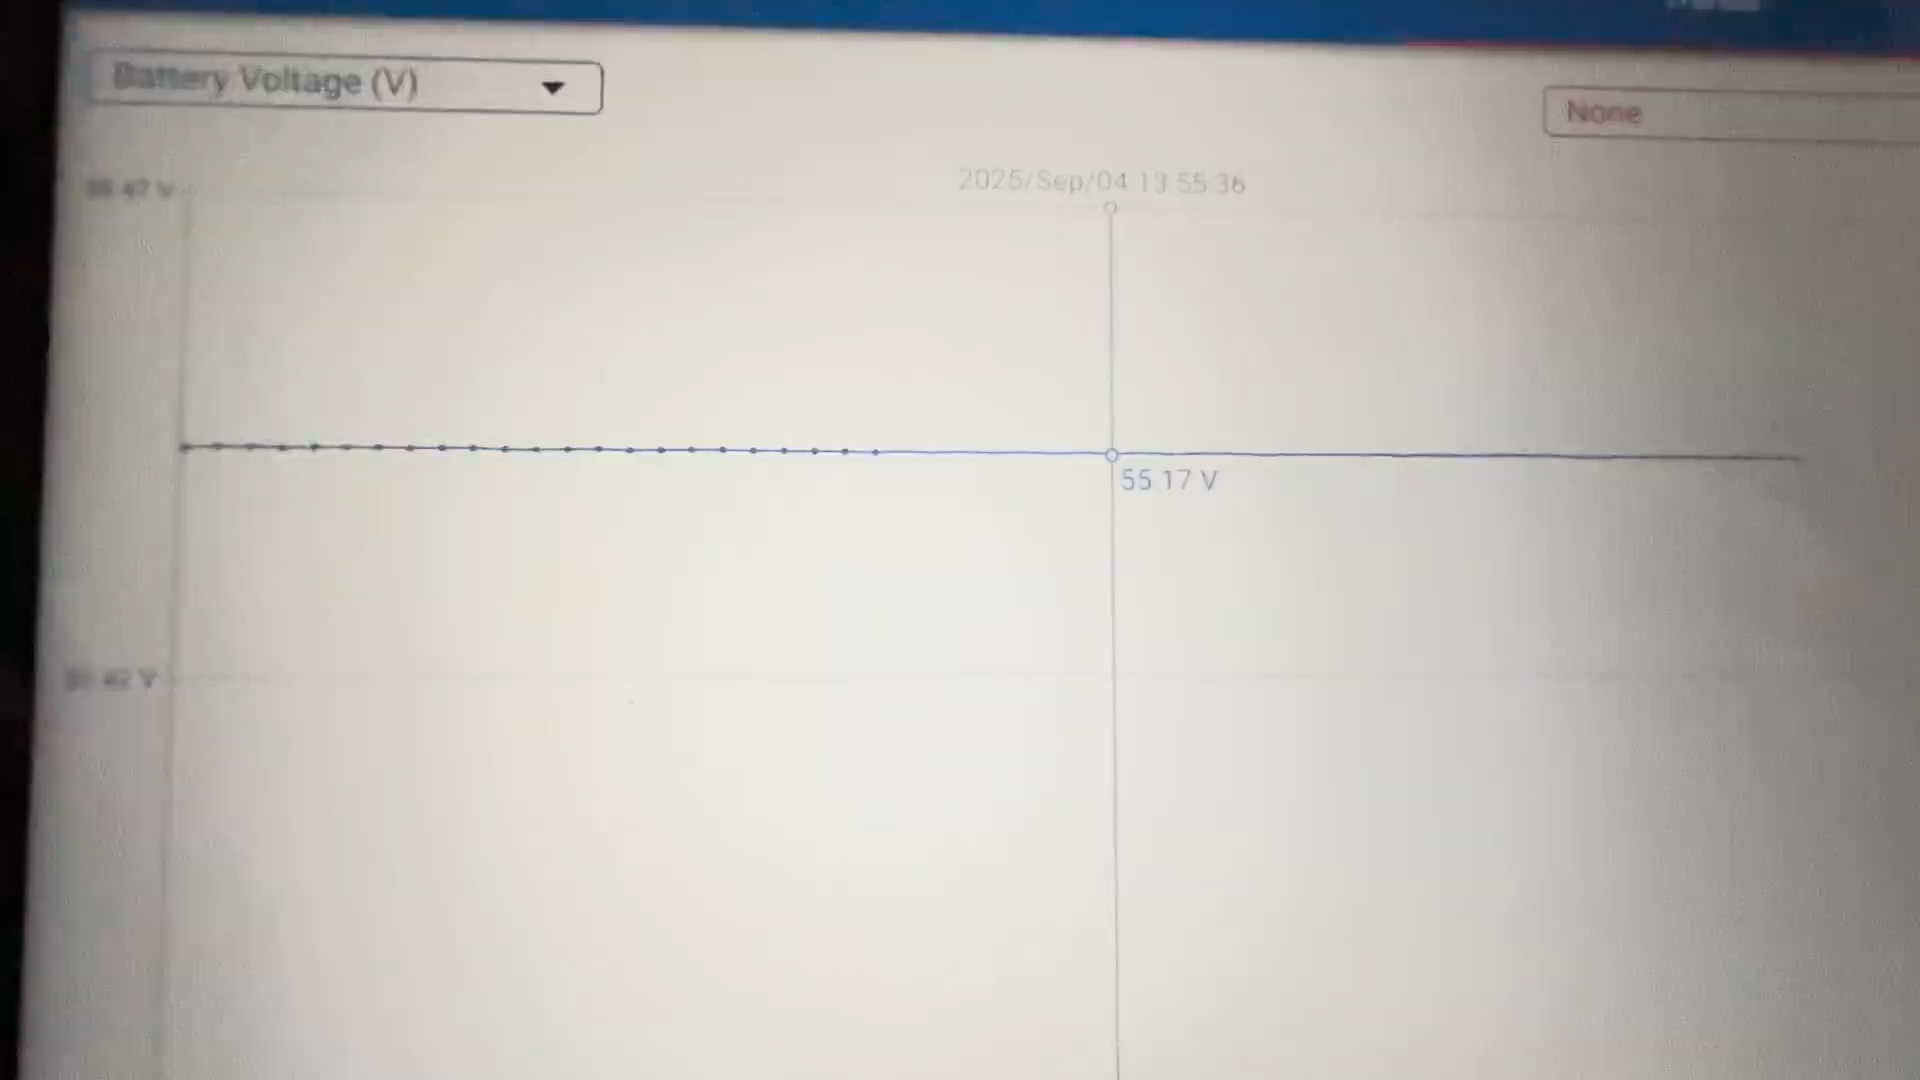 Battery Voltage (V)
None
2025/Sep/04 13 55 36
55 17 V